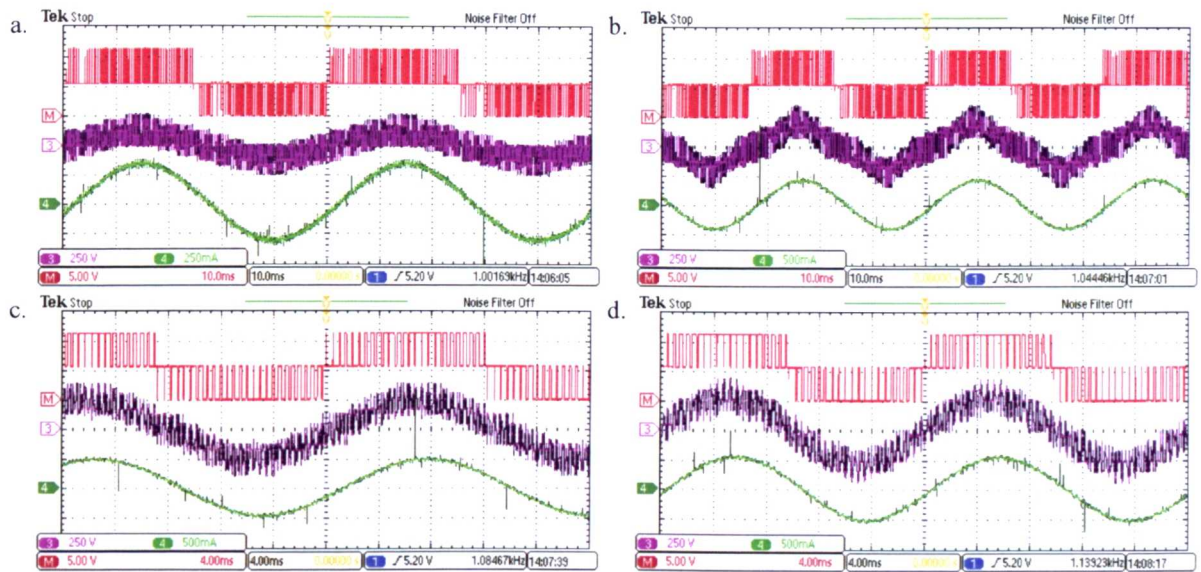 a.
Tek Stop
Noise Filter Off
M
3
4
3 250 V 4 250mA
M 5.00 V 10.0ms 10.0ms 1 5.20 V 1.00169kHz 14:06:05
b.
Tek Stop
Noise Filter Off
M
3
4
3 250 V 4 500mA
M 5.00 V 10.0ms 10.0ms 1 5.20 V 1.04446kHz 14:07:01
c.
Tek Stop
Noise Filter Off
M
3
4
3 250 V 4 500mA
M 5.00 V 4.00ms 4.00ms 1 5.20 V 1.08467kHz 14:07:39
d.
Tek Stop
Noise Filter Off
M
3
4
3 250 V 4 500mA
M 5.00 V 4.00ms 4.00ms 1 5.20 V 1.13923kHz 14:08:17